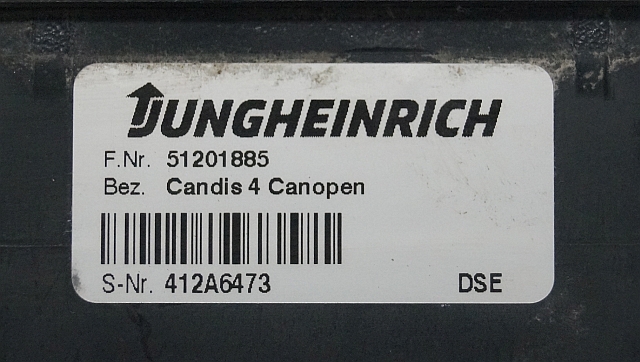 JUNGHEINRICH
F.Nr. 51201885
Bez. Candis 4 Canopen
S-Nr. 412A6473 DSE